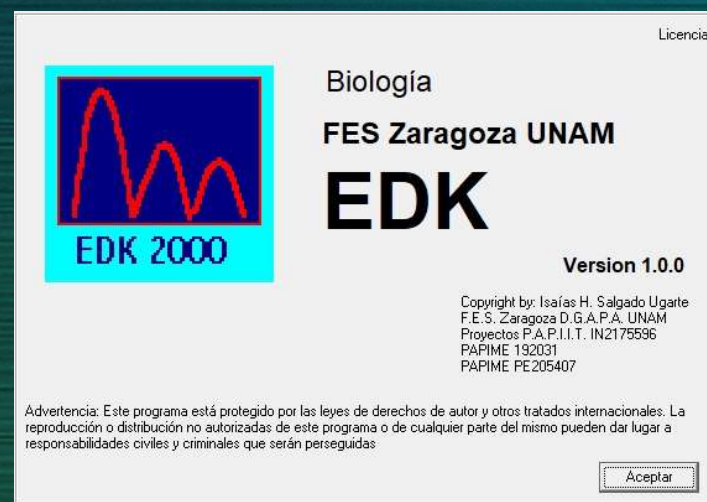 Licencia
Biología
FES Zaragoza UNAM
EDK
EDK 2000
Version 1.0.0
Copyright by: Isaías H. Salgado Ugarte
F.E.S. Zaragoza D.G.A.P.A. UNAM
Proyectos P.A.P.I.I.T. IN2175596
PAPIME 192031
PAPIME PE205407
Advertencia: Este programa está protegido por las leyes de derechos de autor y otros tratados internacionales. La
reproducción o distribución no autorizadas de este programa o de cualquier parte del mismo pueden dar lugar a
responsabilidades civiles y criminales que serán perseguidas
Aceptar